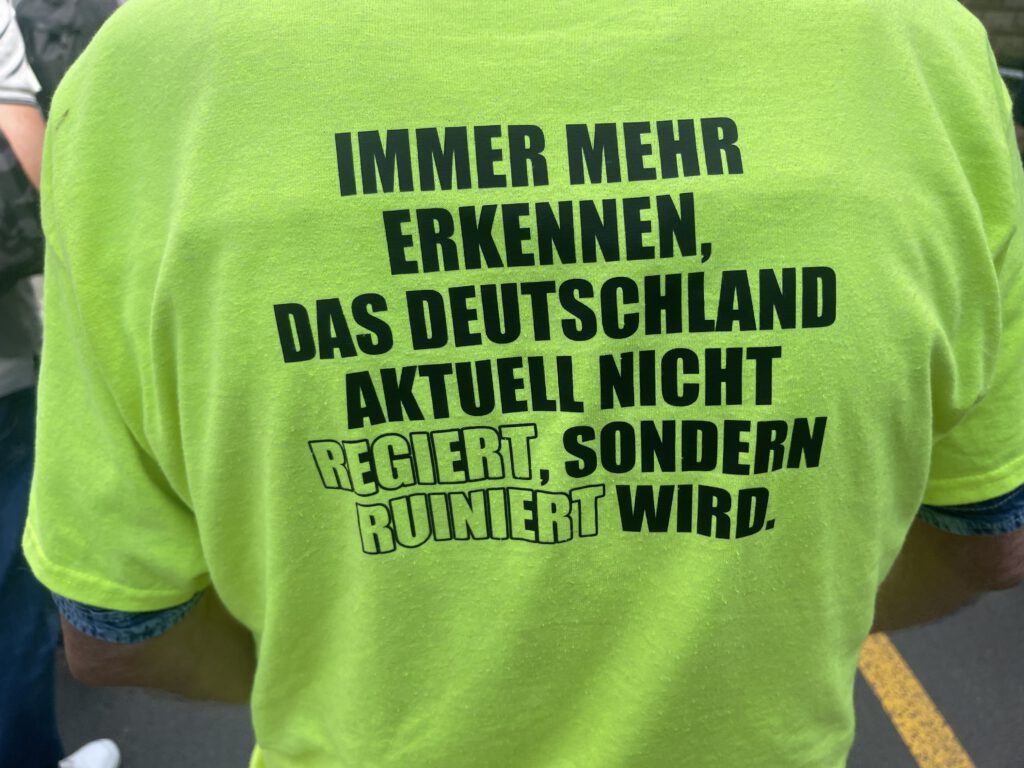 IMMER MEHR
ERKENNEN,
DAS DEUTSCHLAND
AKTUELL NICHT
REGIERT, SONDERN
RUINIERT WIRD.